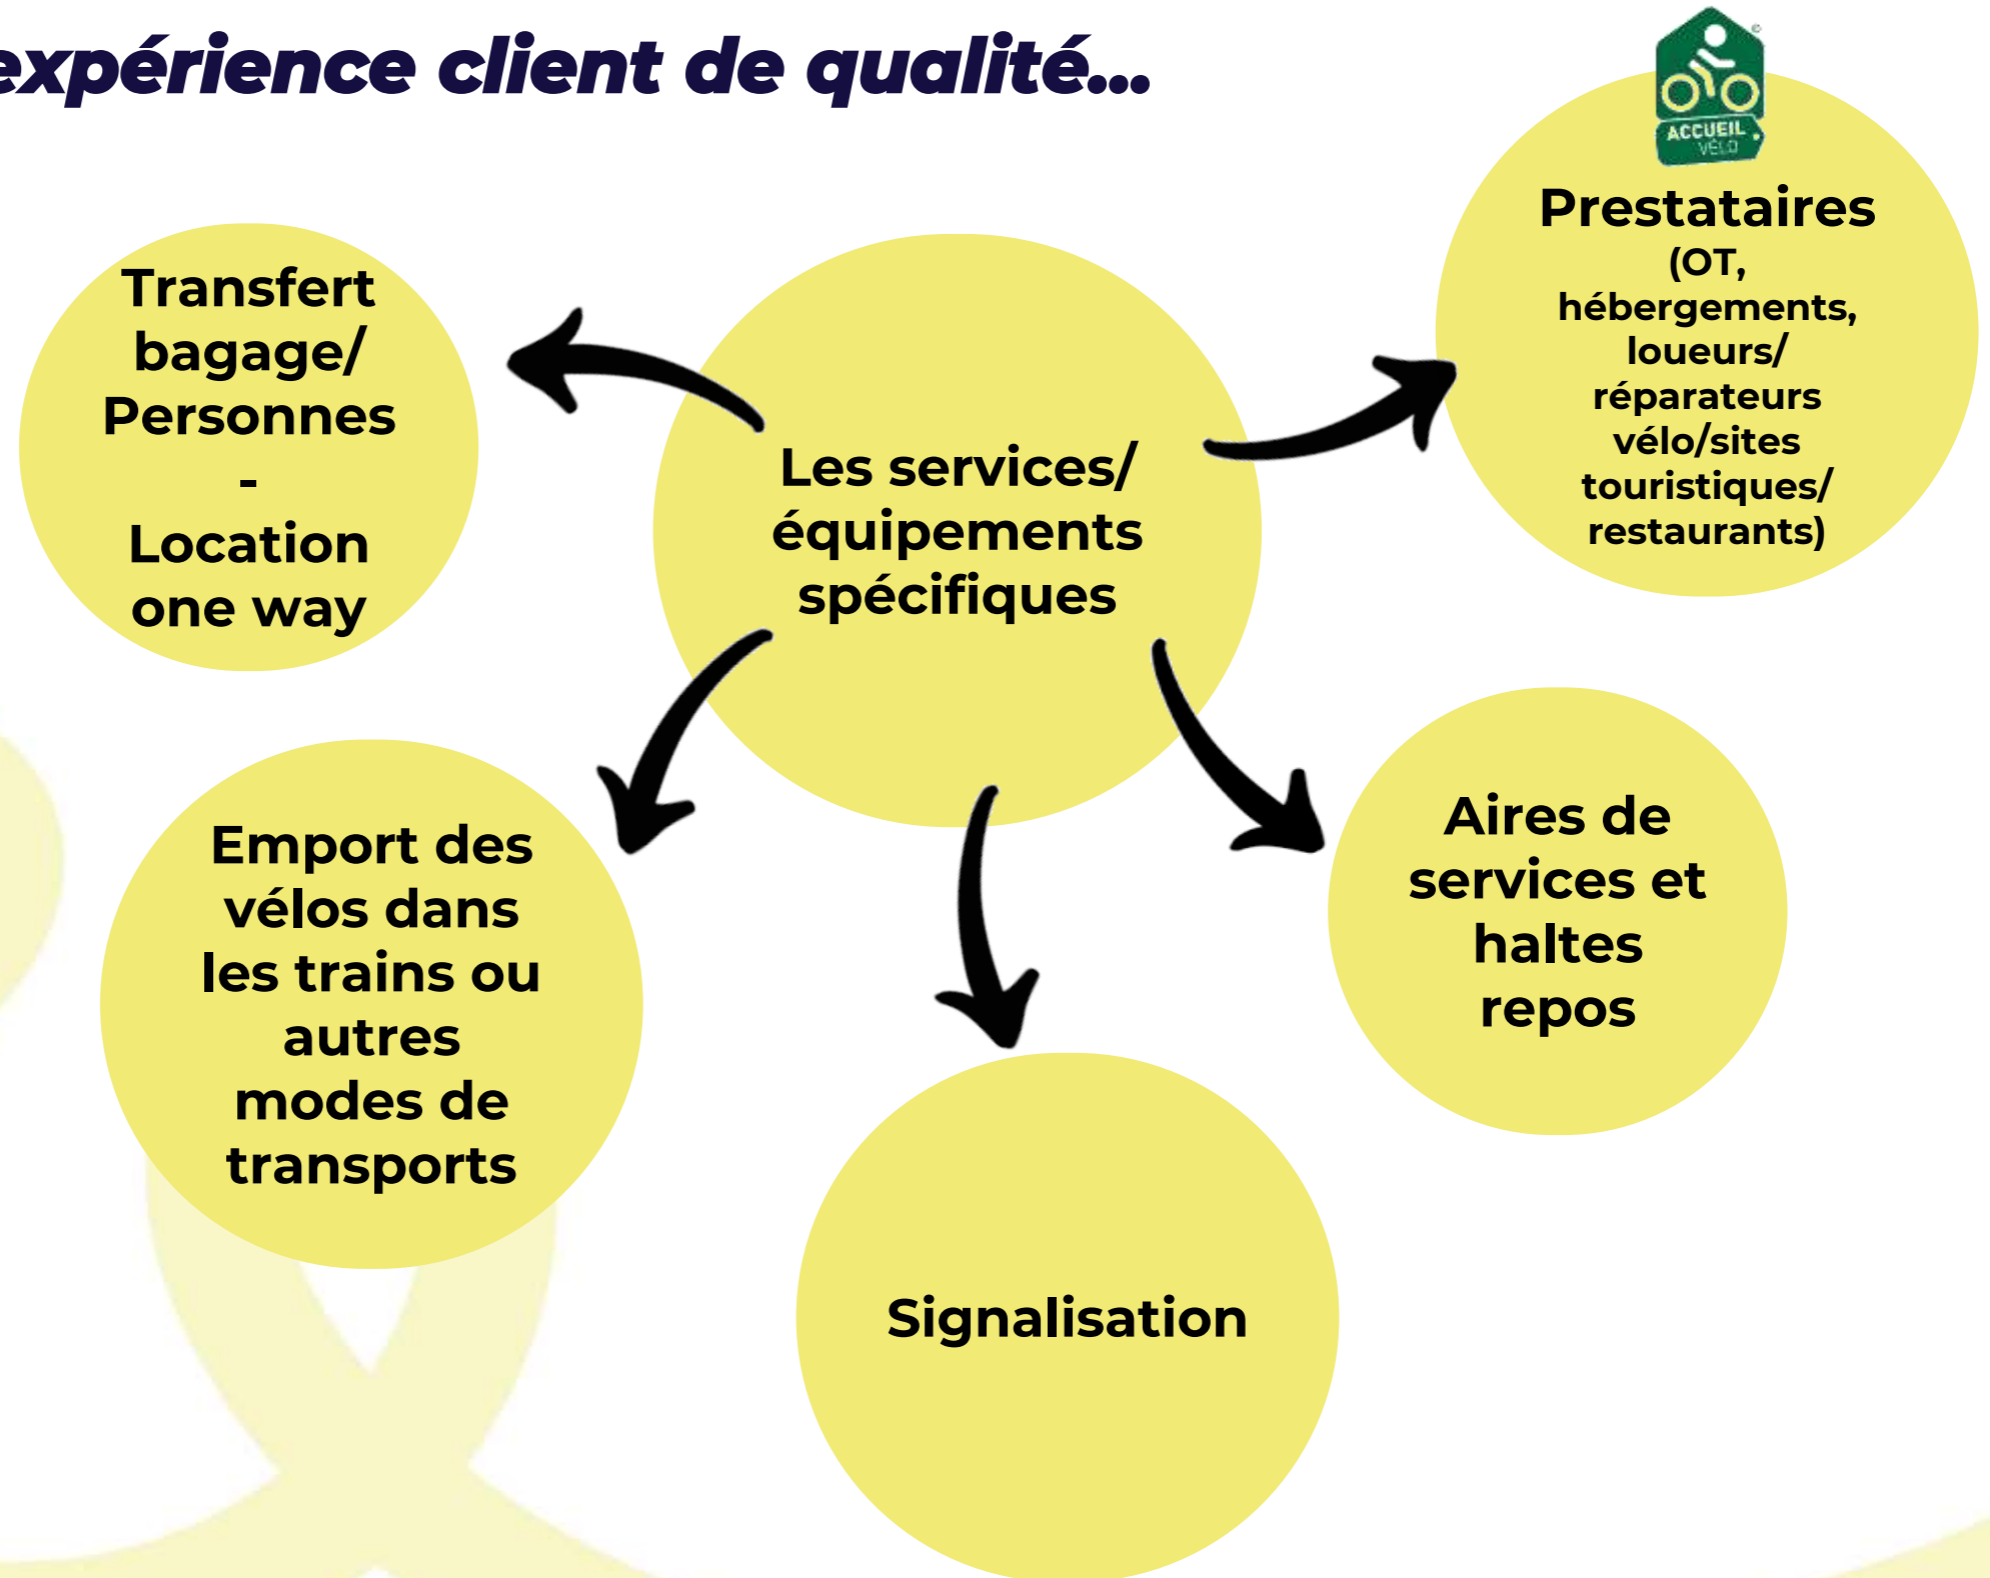 expérience client de qualité...
ACCUEIL
VÉLO
Prestataires
(OT,
hébergements,
loueurs/
réparateurs
vélo/sites
touristiques/
restaurants)
Transfert
bagage/
Personnes
-
Location
one way
Les services/
équipements
spécifiques
Emport des
vélos dans
les trains ou
autres
modes de
transports
Aires de
services et
haltes
repos
Signalisation